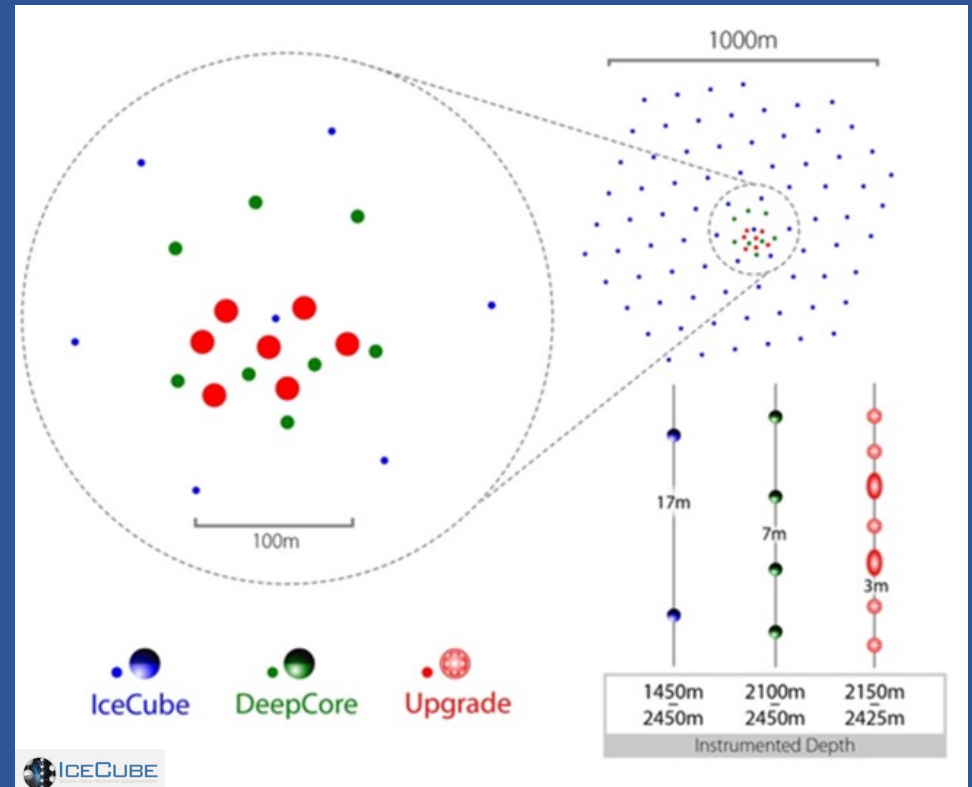 1000m
100m
17m
7m
3m
IceCube
DeepCore
Upgrade
1450m
–
2450m
2100m
–
2450m
2150m
–
2425m
Instrumented Depth
ICECUBE